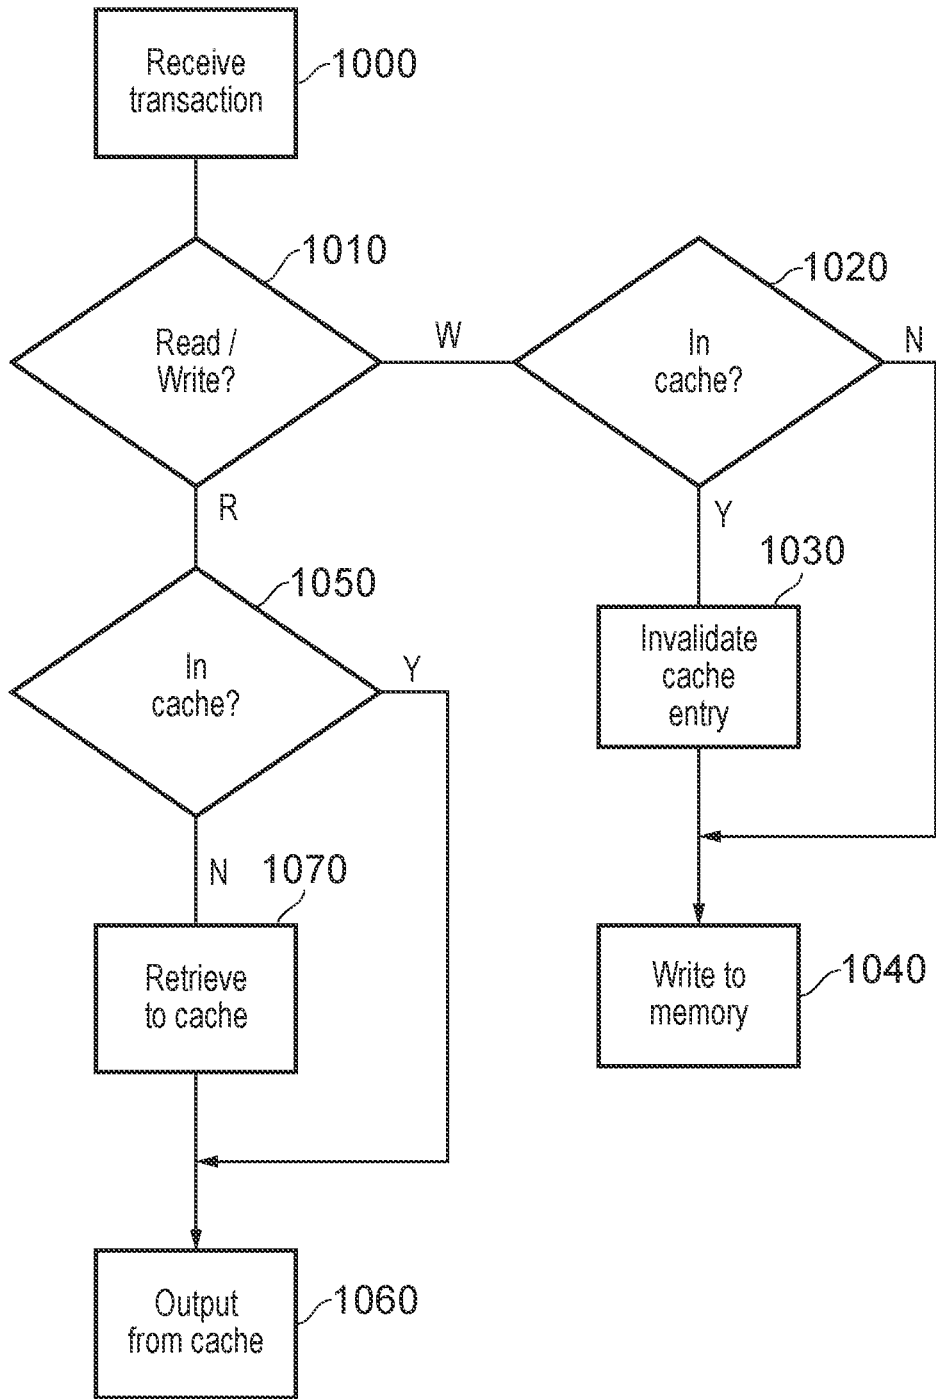 Receive
transaction
1000
1010
Read /
Write?
W
1020
In
cache?
N
R
Y
1050
In
cache?
Y
1030
Invalidate
cache
entry
N
1070
Retrieve
to cache
Write to
memory
1040
Output
from cache
1060